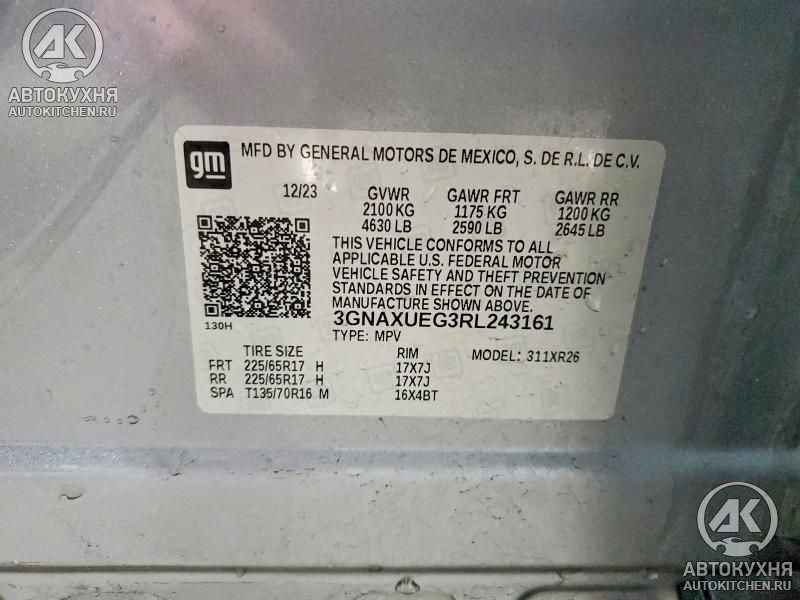 АК
АВТОКУХНЯ
AUTOKITCHEN.RU
gm MFD BY GENERAL MOTORS DE MEXICO, S. DE R.L. DE C.V.
12/23 GVWR GAWR FRT GAWR RR
2100 KG 1175 KG 1200 KG
4630 LB 2590 LB 2645 LB
THIS VEHICLE CONFORMS TO ALL
APPLICABLE U.S. FEDERAL MOTOR
VEHICLE SAFETY AND THEFT PREVENTION
STANDARDS IN EFFECT ON THE DATE OF
MANUFACTURE SHOWN ABOVE.
130H 3GNAXUEG3RL243161
TYPE: MPV
TIRE SIZE RIM MODEL: 311XR26
FRT 225/65R17 H 17X7J
RR 225/65R17 H 17X7J
SPA T135/70R16 M 16X4BT
АК
АВТОКУХНЯ
AUTOKITCHEN.RU